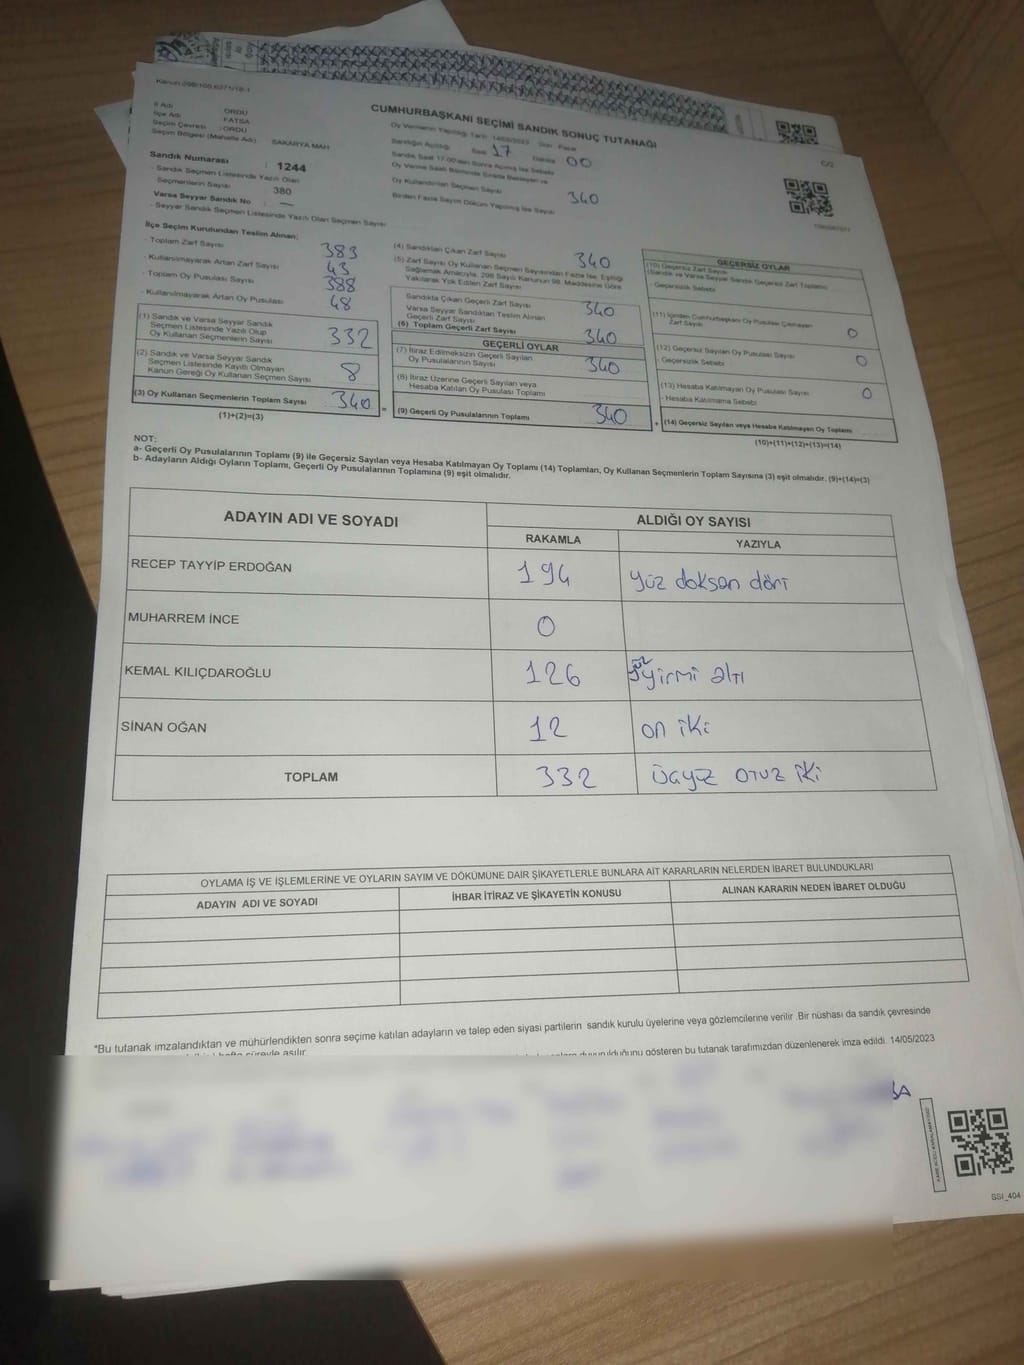 İl Adı ORDU
İlçe Adı FATSA
Seçim Çevresi : ORDU
Seçim Bölgesi (Mahalle Adı) SAKARYA MAH
Sandık Numarası : 1244
Sandık Seçmen Listesinde Yazılı Olan
Seçmenlerin Sayısı 380
Varsa Seyyar Sandık No : —
- Seyyar Sandık Seçmen Listesinde Yazılı Olan Seçmen Sayısı
CUMHURBAŞKANI SEÇİMİ SANDIK SONUÇ TUTANAĞI
Oy Vermenin Yapıldığı Tarih 14/05/2023 Gün Pazar
Sandığın Açıldığı Saat 17 Dakika 00
Oy Kullandırılan Seçmen Sayısı 340
Birden Fazla Sayım Döküm Yapılmış İse Sayısı
C/2
İlçe Seçim Kurulundan Teslim Alınan;
- Toplam Zarf Sayısı 383
- Kullanılmayarak Artan Zarf Sayısı 43
- Toplam Oy Pusulası Sayısı 388
- Kullanılmayarak Artan Oy Pusulası 48
(1) Sandık ve Varsa Seyyar Sandık
Seçmen Listesinde Yazılı Olup
Oy Kullanan Seçmenlerin Sayısı 332
(2) Sandık ve Varsa Seyyar Sandık
Seçmen Listesinde Kayıtlı Olmayan
Kanun Gereği Oy Kullanan Seçmen Sayısı 8
(3) Oy Kullanan Seçmenlerin Toplam Sayısı 340
(1)+(2)=(3)
(4) Sandıktan Çıkan Zarf Sayısı 340
(5) Zarf Sayısı Oy Kullanan Seçmen Sayısından Fazla İse, Eşitliği
Sağlamak Amacıyla, 298 Sayılı Kanunun 98. Maddesine Göre
Yakılarak Yok Edilen Zarf Sayısı
Sandıkta Çıkan Geçerli Zarf Sayısı 340
Varsa Seyyar Sandıktan Teslim Alınan
Geçerli Zarf Sayısı
(6) Toplam Geçerli Zarf Sayısı 340
GEÇERLİ OYLAR
(7) İtiraz Edilmeksizin Geçerli Sayılan
Oy Pusulalarının Sayısı 340
(8) İtiraz Üzerine Geçerli Sayılan veya
Hesaba Katılan Oy Pusulası Toplamı
(9) Geçerli Oy Pusulalarının Toplamı 340
GEÇERSİZ OYLAR
(10) Geçersiz Zarf Sayısı
(Sandık ve Varsa Seyyar Sandık Geçersiz Zarf Toplamı)
- Geçersizlik Sebebi
(11) İçinden Cumhurbaşkanı Oy Pusulası Çıkmayan
Zarf Sayısı 0
(12) Geçersiz Sayılan Oy Pusulası Sayısı 0
- Geçersizlik Sebebi
(13) Hesaba Katılmayan Oy Pusulası Sayısı 0
- Hesaba Katılmama Sebebi
(14) Geçersiz Sayılan veya Hesaba Katılmayan Oy Toplamı
(10)+(11)+(12)+(13)=(14)
NOT:
a- Geçerli Oy Pusulalarının Toplamı (9) ile Geçersiz Sayılan veya Hesaba Katılmayan Oy Toplamı (14) Toplamları, Oy Kullanan Seçmenlerin Toplam Sayısına (3) eşit olmalıdır. (9)+(14)=(3)
b- Adayların Aldığı Oyların Toplamı, Geçerli Oy Pusulalarının Toplamına (9) eşit olmalıdır.
ADAYIN ADI VE SOYADI ALDIĞI OY SAYISI
RAKAMLA YAZIYLA
RECEP TAYYİP ERDOĞAN 194 yüz doksan dört
MUHARREM İNCE 0
KEMAL KILIÇDAROĞLU 126 yüz yirmi altı
SİNAN OĞAN 12 on iki
TOPLAM 332 üçyüz otuz iki
OYLAMA İŞ VE İŞLEMLERİNE VE OYLARIN SAYIM VE DÖKÜMÜNE DAİR ŞİKAYETLERLE BUNLARA AİT KARARLARIN NELERDEN İBARET BULUNDUKLARI
ADAYIN ADI VE SOYADI İHBAR İTİRAZ VE ŞİKAYETİN KONUSU ALINAN KARARIN NEDEN İBARET OLDUĞU
*Bu tutanak imzalandıktan ve mühürlendikten sonra seçime katılan adayların ve talep eden siyasi partilerin sandık kurulu üyelerine veya gözlemcilerine verilir .Bir nüshası da sandık çevresinde
duyurulduğunu gösteren bu tutanak tarafımızdan düzenlenerek imza edildi. 14/05/2023
SSI_404